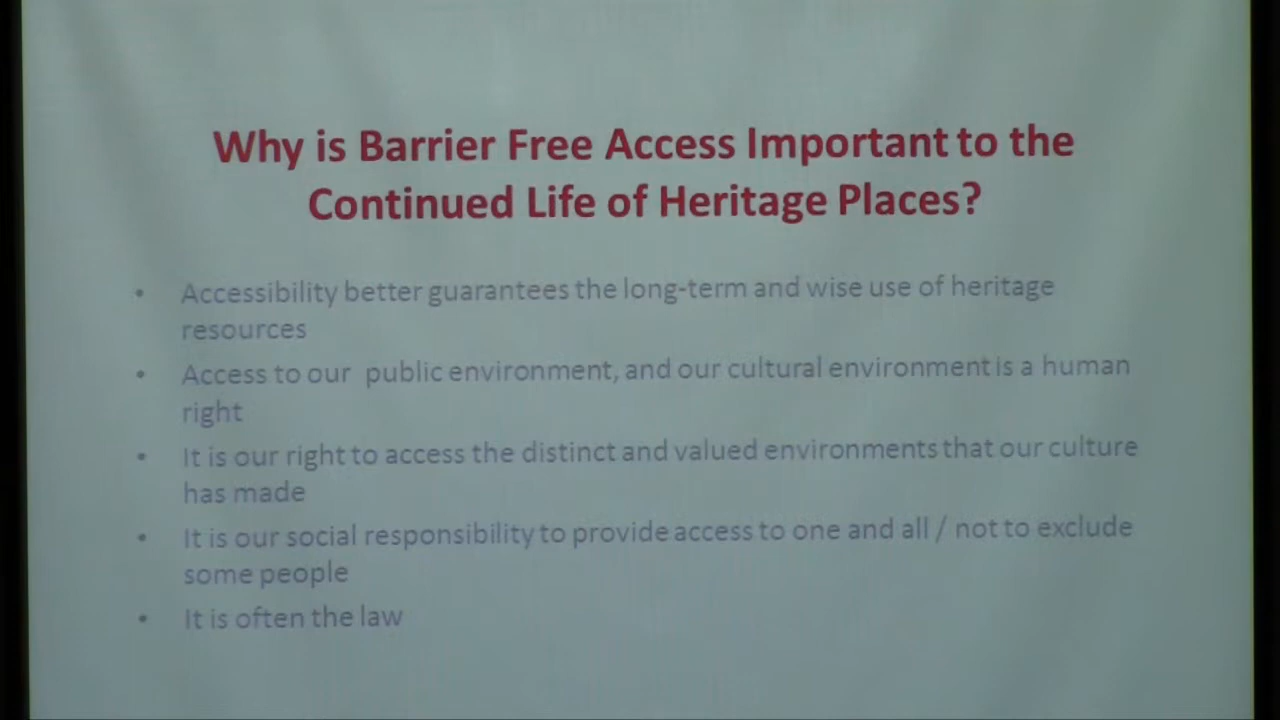 Why is Barrier Free Access Important to the
Continued Life of Heritage Places?
• Accessibility better guarantees the long-term and wise use of heritage
resources
• Access to our public environment, and our cultural environment is a human
right
• It is our right to access the distinct and valued environments that our culture
has made
• It is our social responsibility to provide access to one and all / not to exclude
some people
• It is often the law